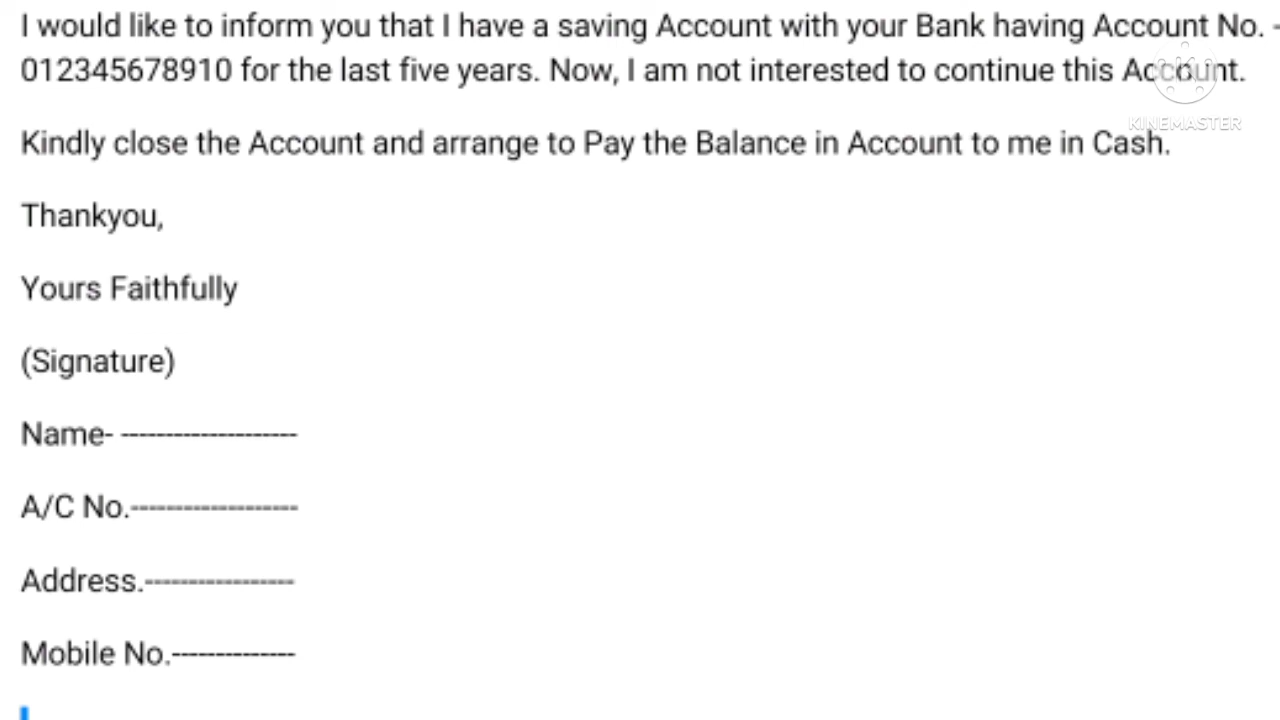 I would like to inform you that I have a saving Account with your Bank having Account No. -
012345678910 for the last five years. Now, I am not interested to continue this Account.
Kindly close the Account and arrange to Pay the Balance in Account to me in Cash.
Thankyou,
Yours Faithfully
(Signature)
Name- --------------------
A/C No.-------------------
Address.-----------------
Mobile No.--------------
KINEMASTER